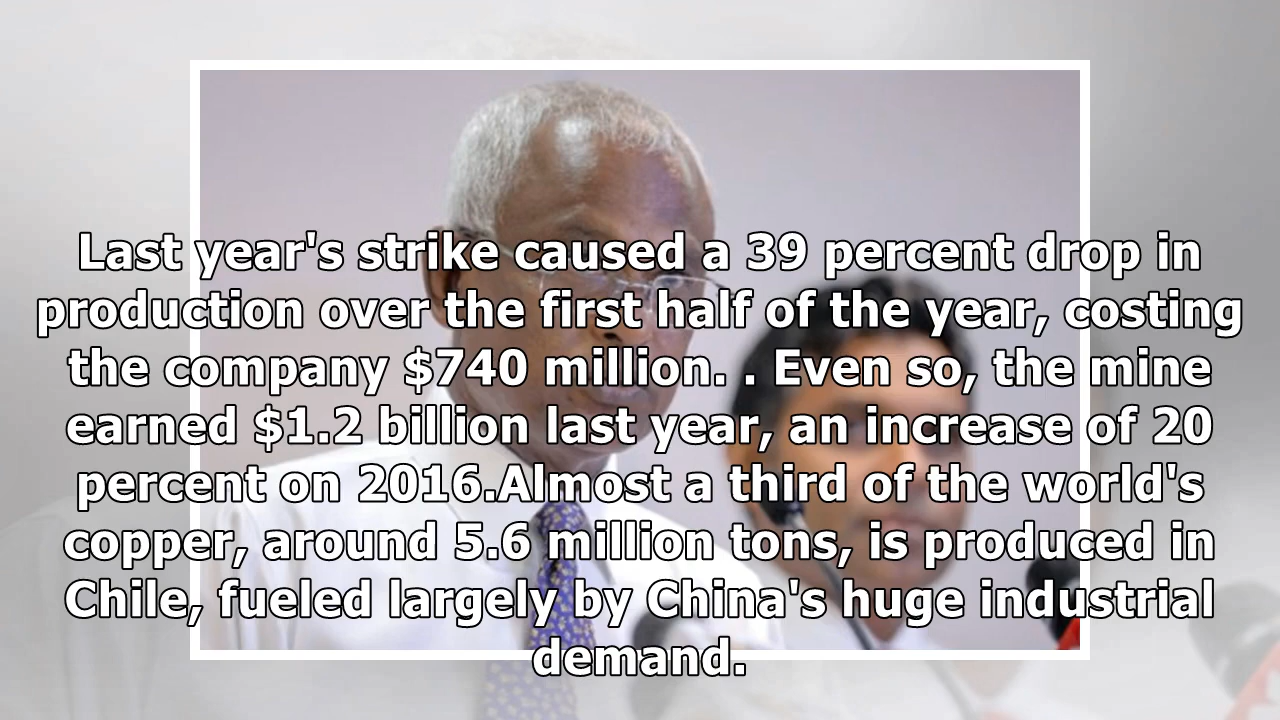 Last year's strike caused a 39 percent drop in
production over the first half of the year, costing
the company $740 million. . Even so, the mine
earned $1.2 billion last year, an increase of 20
percent on 2016.Almost a third of the world's
copper, around 5.6 million tons, is produced in
Chile, fueled largely by China's huge industrial
demand.